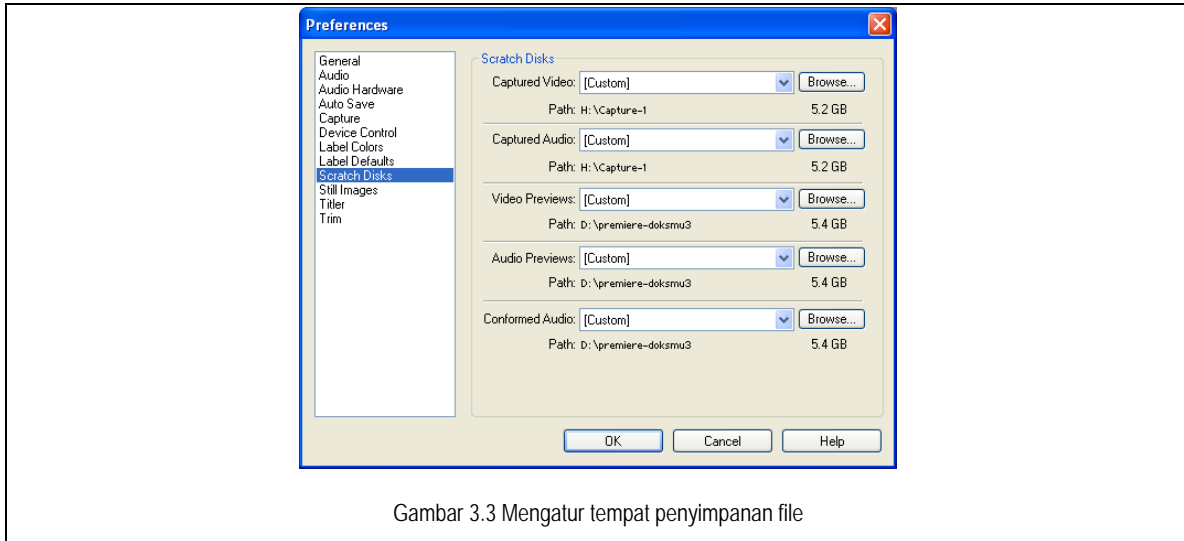 Preferences
General
Audio
Audio Hardware
Auto Save
Capture
Device Control
Label Colors
Label Defaults
Scratch Disks
Still Images
Titler
Trim
Scratch Disks
Captured Video: [Custom] Browse...
Path: H:\Capture-1 5.2 GB
Captured Audio: [Custom] Browse...
Path: H:\Capture-1 5.2 GB
Video Previews: [Custom] Browse...
Path: D:\premiere-doksmu3 5.4 GB
Audio Previews: [Custom] Browse...
Path: D:\premiere-doksmu3 5.4 GB
Conformed Audio: [Custom] Browse...
Path: D:\premiere-doksmu3 5.4 GB
OK Cancel Help
Gambar 3.3 Mengatur tempat penyimpanan file